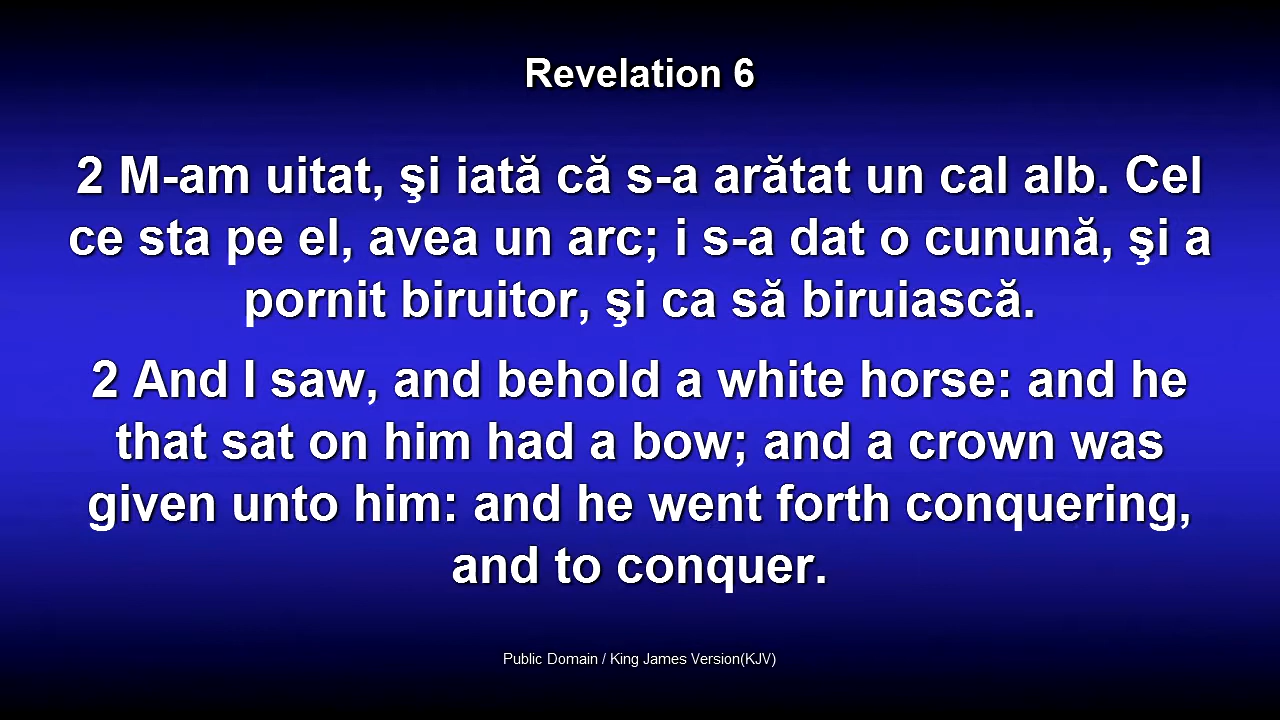 Revelation 6
2 M-am uitat, şi iată că s-a arătat un cal alb. Cel
ce sta pe el, avea un arc; i s-a dat o cunună, şi a
pornit biruitor, şi ca să biruiască.
2 And I saw, and behold a white horse: and he
that sat on him had a bow; and a crown was
given unto him: and he went forth conquering,
and to conquer.
Public Domain / King James Version(KJV)